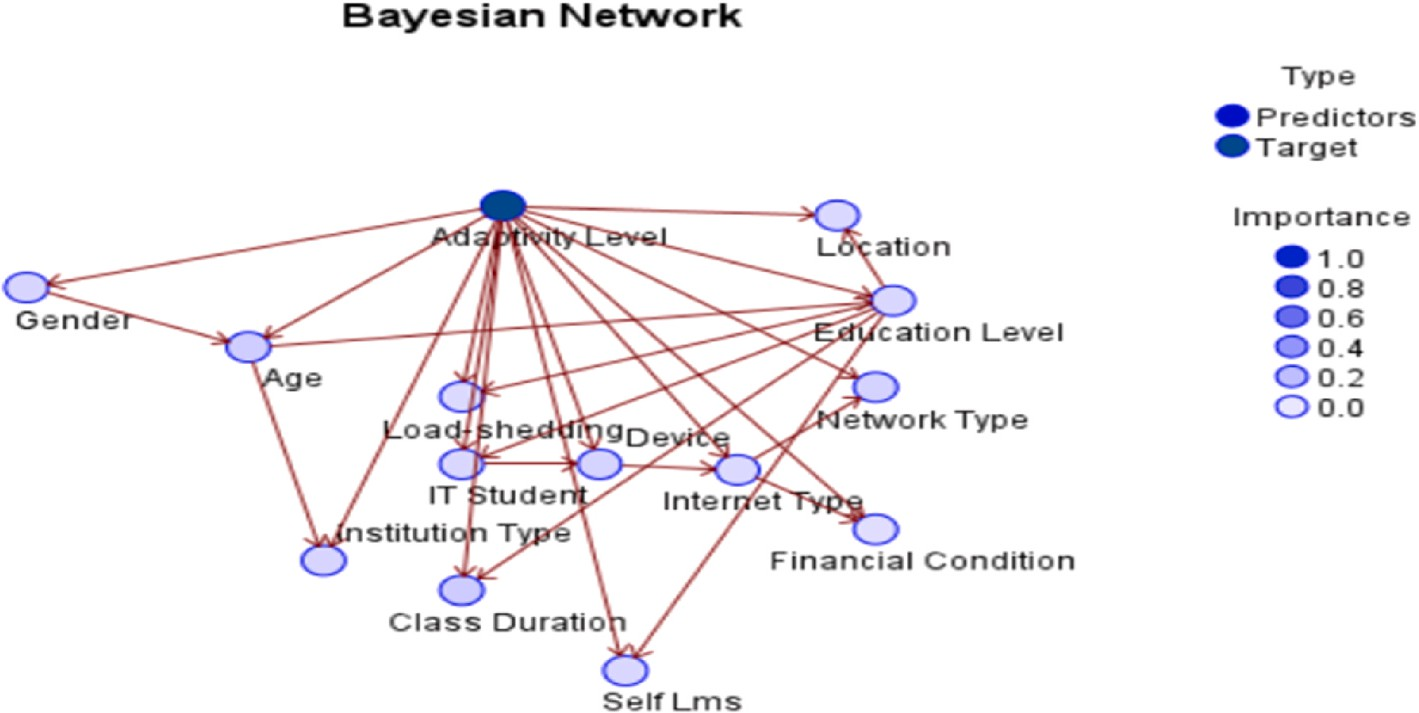 Bayesian Network
Type
Predictors
Target
Importance
1.0
0.8
0.6
0.4
0.2
0.0
Adaptivity Level
Location
Gender
Education Level
Age
Load-shedding
Device
Network Type
IT Student
Internet Type
Institution Type
Financial Condition
Class Duration
Self Lms